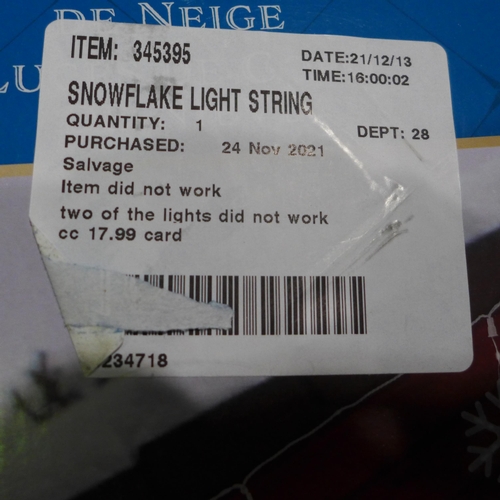 DE NEIGE
LU
ITEM: 345395
DATE:21/12/13
TIME:16:00:02
SNOWFLAKE LIGHT STRING
QUANTITY: 1
DEPT: 28
PURCHASED: 24 Nov 2021
Salvage
Item did not work
two of the lights did not work
cc 17.99 card
234718